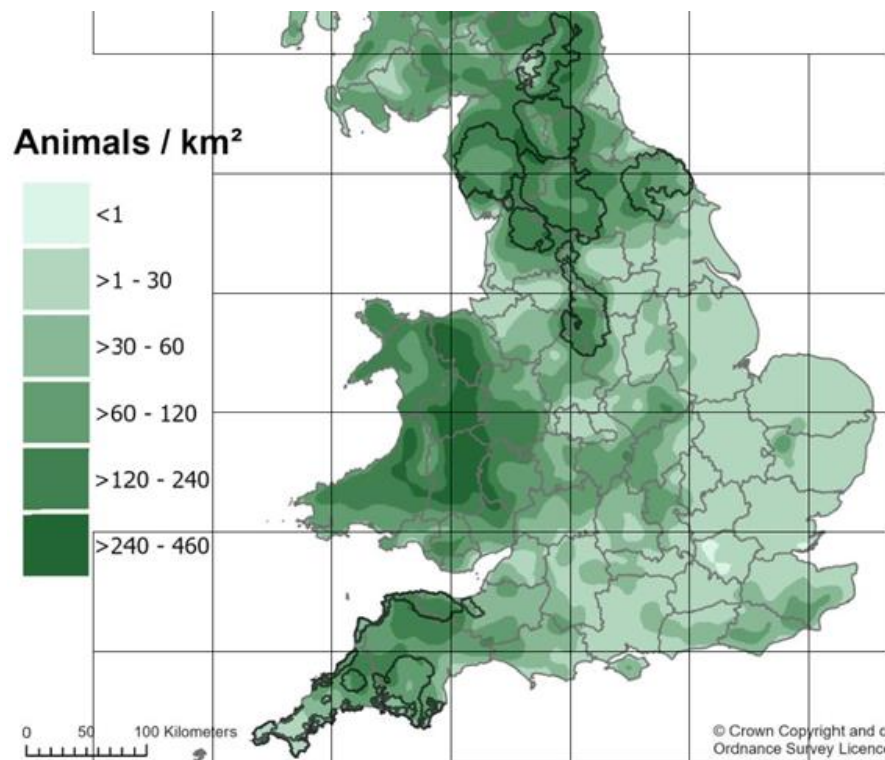 Animals / km²
<1
>1 - 30
>30 - 60
>60 - 120
>120 - 240
>240 - 460
0 50 100 Kilometers
© Crown Copyright and
Ordnance Survey Licence